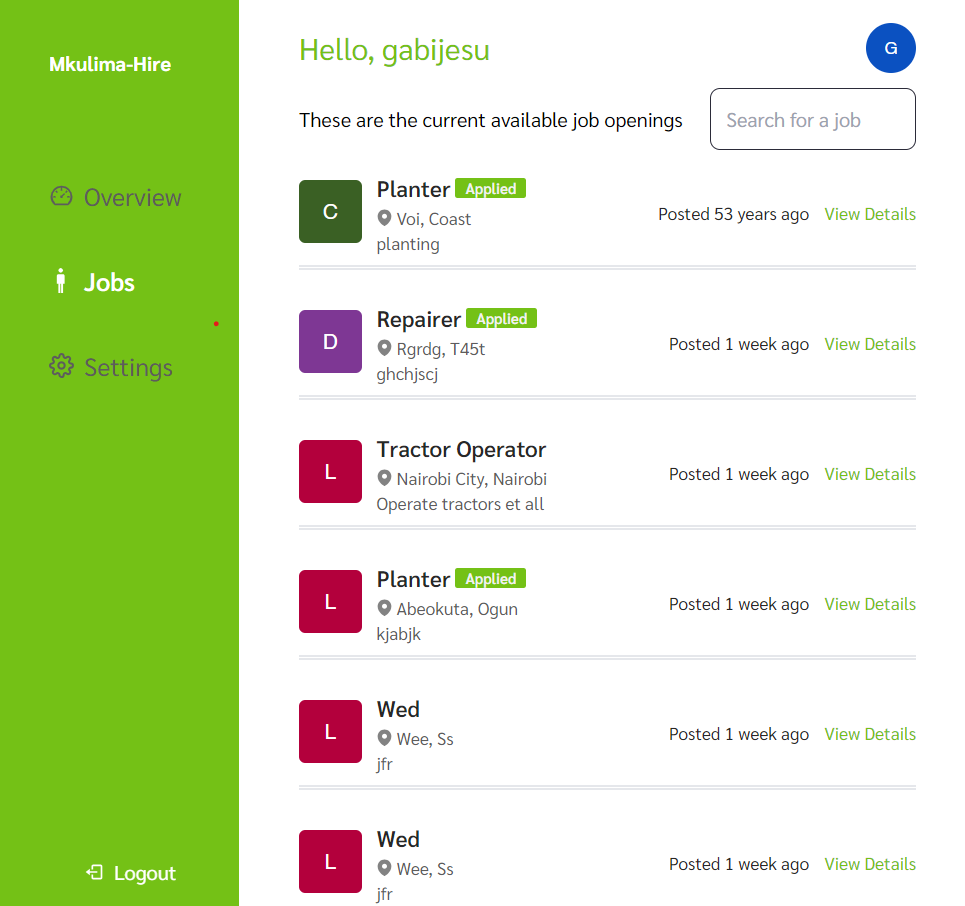 Mkulima-Hire
Overview
Jobs
Settings
Logout
Hello, gabijesu
G
These are the current available job openings
Search for a job
C
Planter Applied
Voi, Coast
planting
Posted 53 years ago View Details
D
Repairer Applied
Rgrdg, T45t
ghchjscj
Posted 1 week ago View Details
L
Tractor Operator
Nairobi City, Nairobi
Operate tractors et all
Posted 1 week ago View Details
L
Planter Applied
Abeokuta, Ogun
kjabjk
Posted 1 week ago View Details
L
Wed
Wee, Ss
jfr
Posted 1 week ago View Details
L
Wed
Wee, Ss
jfr
Posted 1 week ago View Details